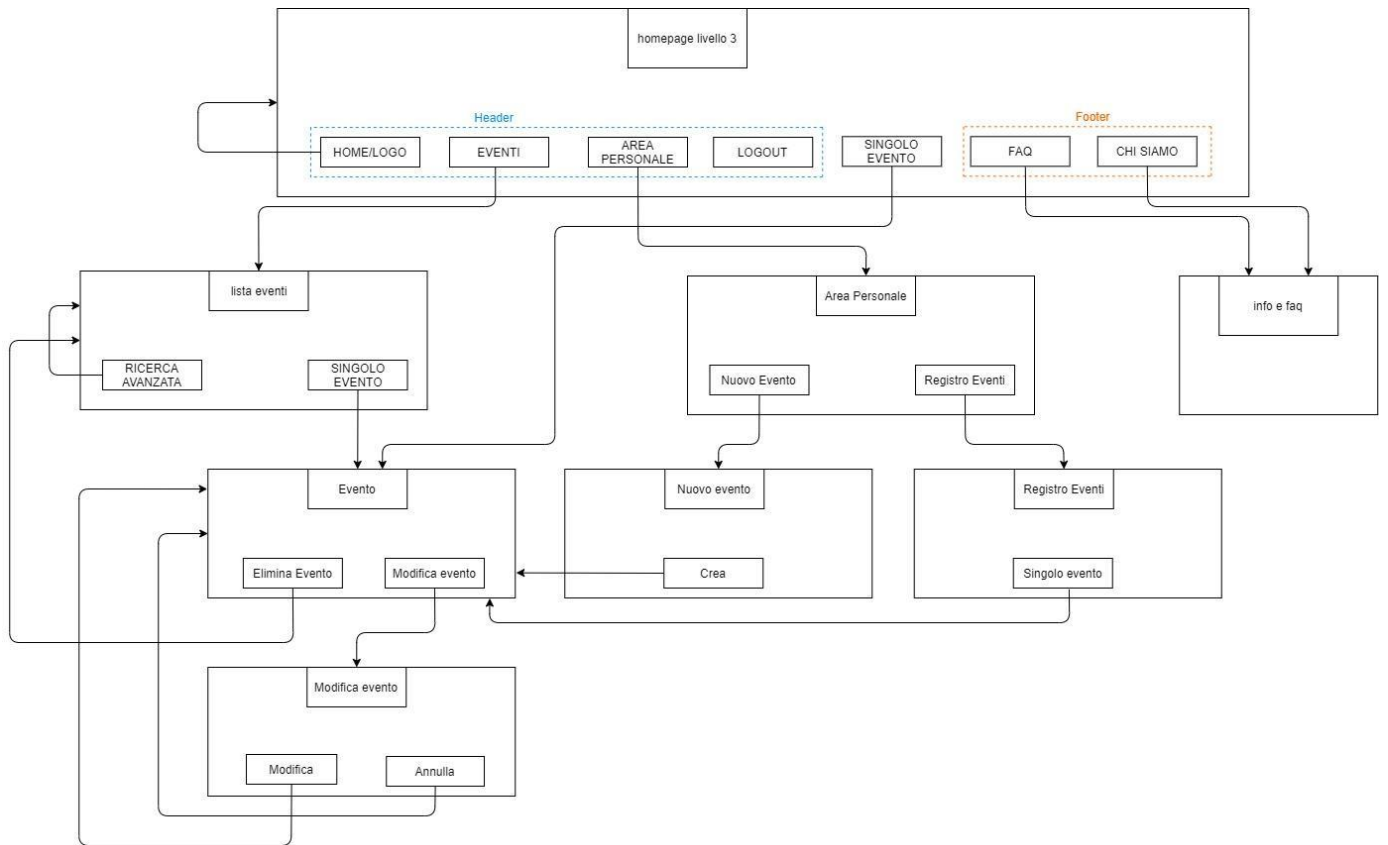 homepage livello 3
Header
Footer
HOME/LOGO
EVENTI
AREA
PERSONALE
LOGOUT
SINGOLO
EVENTO
FAQ
CHI SIAMO
lista eventi
RICERCA
AVANZATA
SINGOLO
EVENTO
Area Personale
Nuovo Evento
Registro Eventi
info e faq
Evento
Elimina Evento
Modifica evento
Nuovo evento
Crea
Registro Eventi
Singolo evento
Modifica evento
Modifica
Annulla